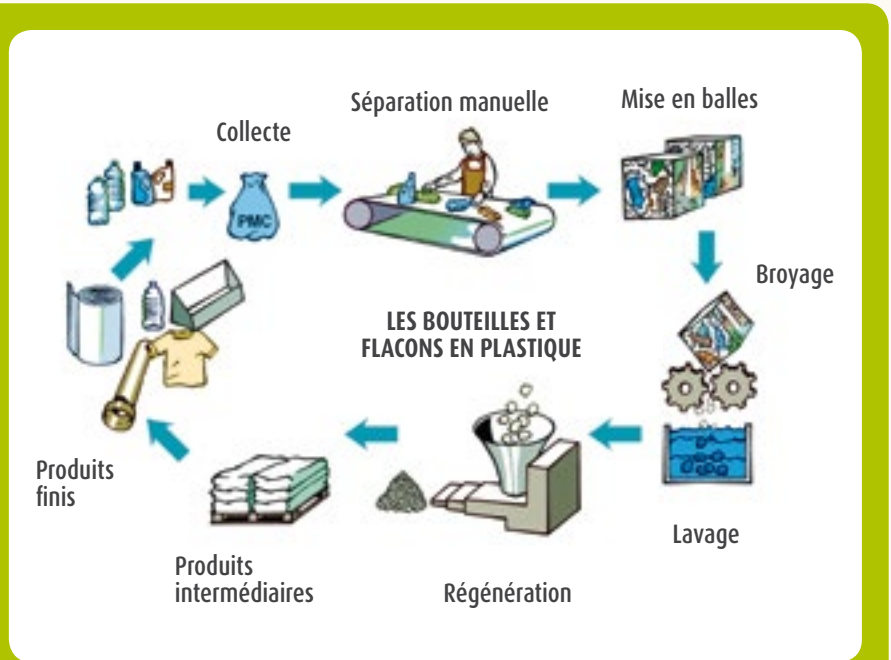 Collecte
Séparation manuelle
Mise en balles
PMC
Broyage
LES BOUTEILLES ET
FLACONS EN PLASTIQUE
Lavage
Régénération
Produits
intermédiaires
Produits
finis